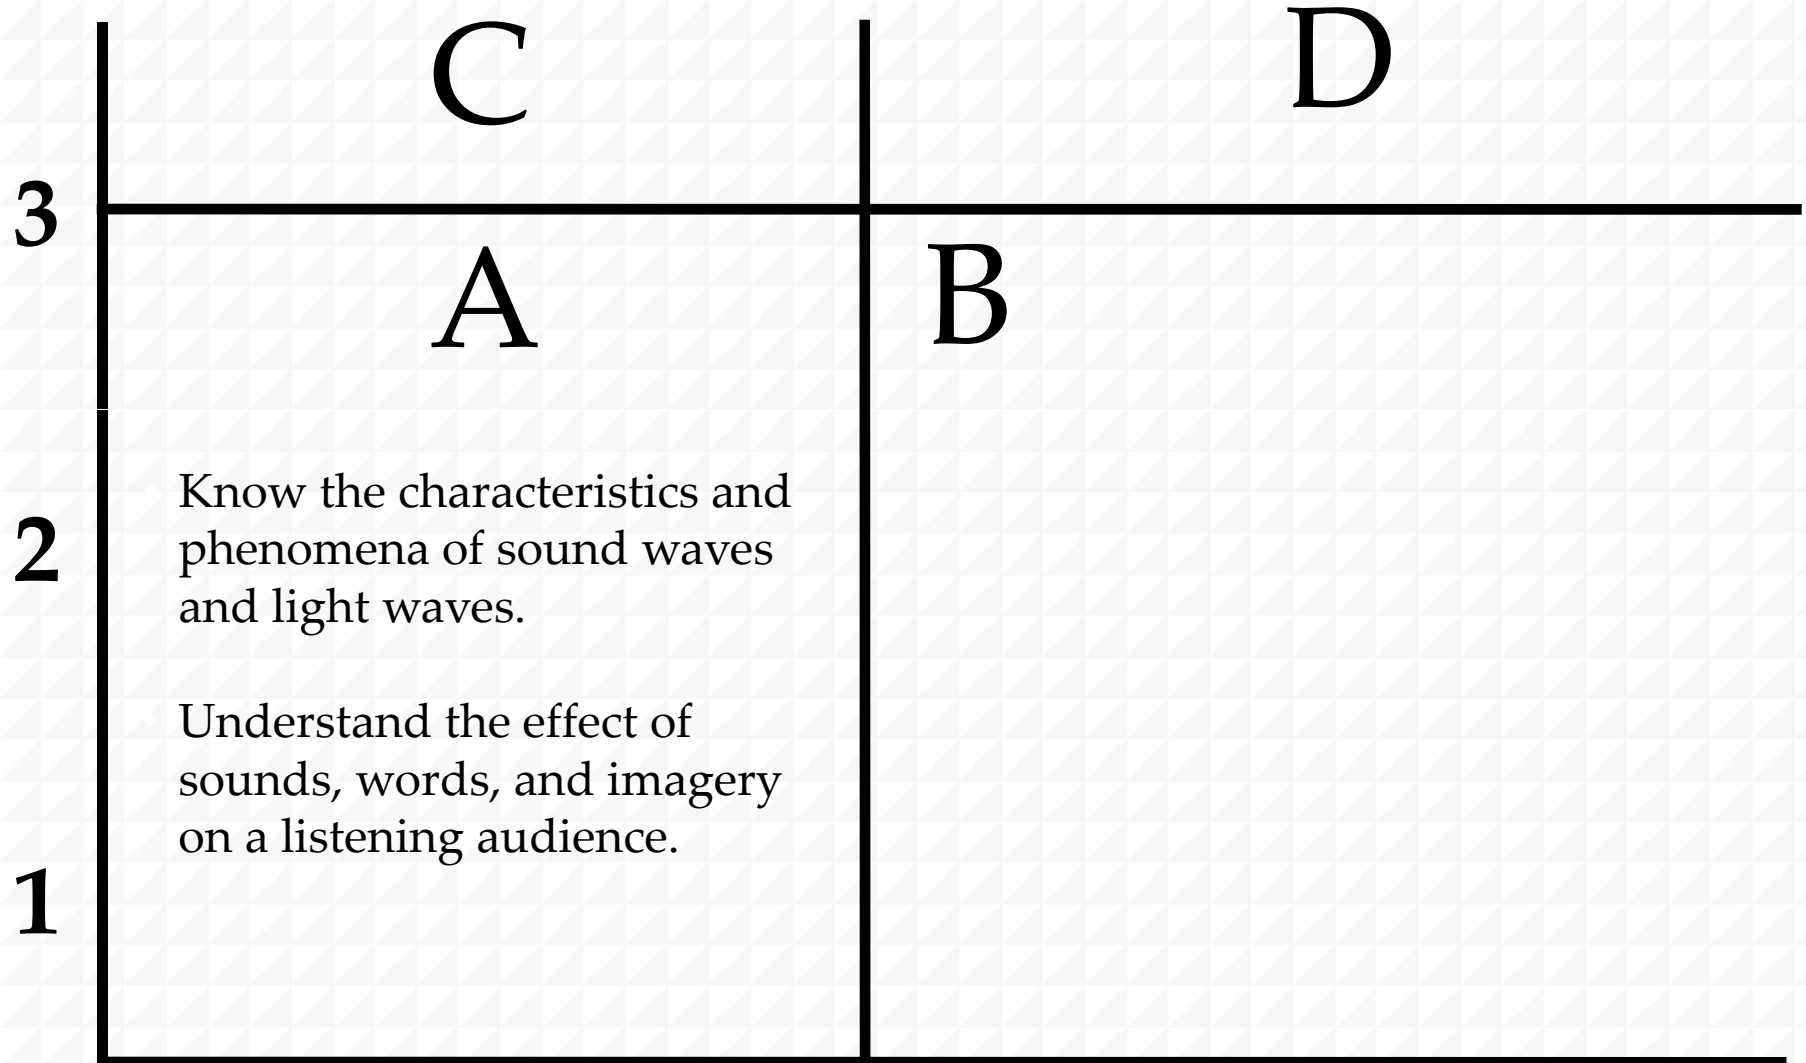 C
D
3
A
B
Know the characteristics and
phenomena of sound waves
and light waves.
2
Understand the effect of
sounds, words, and imagery
on a listening audience.
1